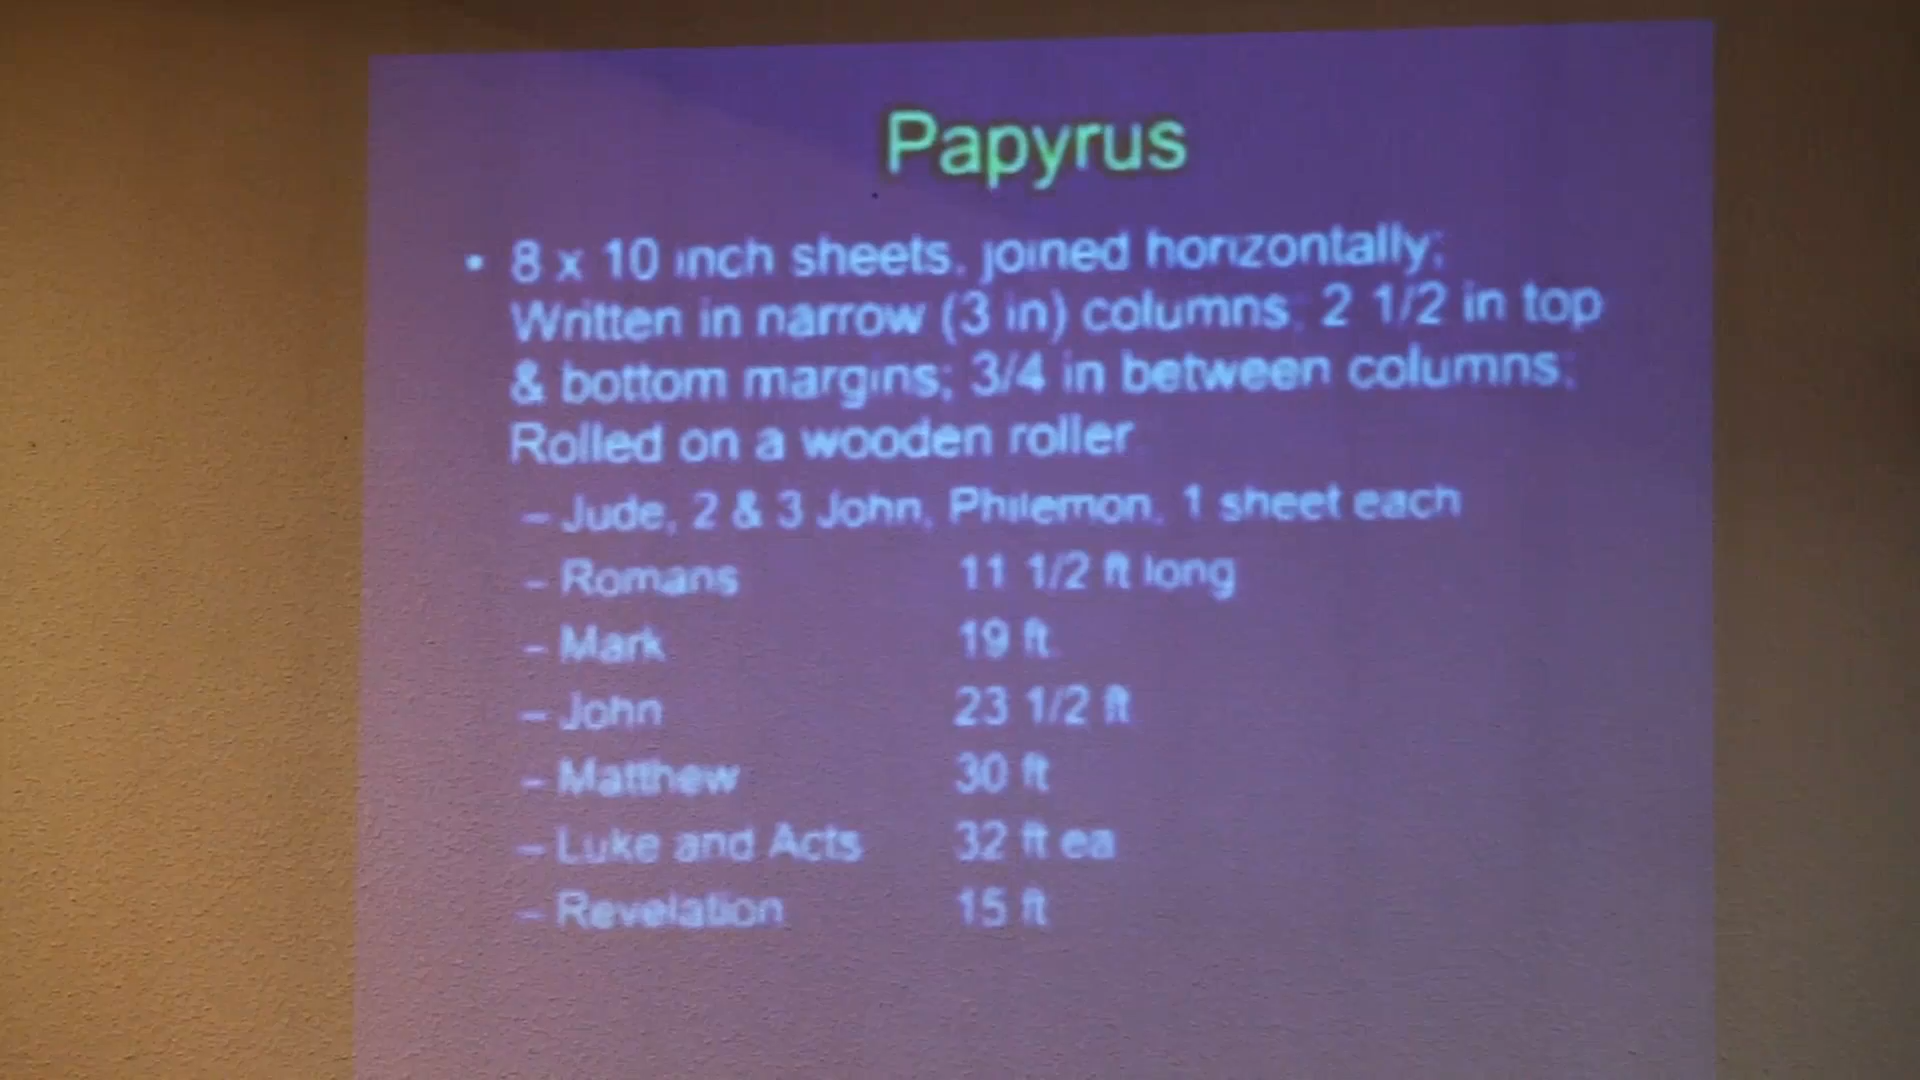 Papyrus
• 8 x 10 inch sheets, joined horizontally;
Written in narrow (3 in) columns; 2 1/2 in top
& bottom margins; 3/4 in between columns;
Rolled on a wooden roller
– Jude, 2 & 3 John, Philemon, 1 sheet each
– Romans 11 1/2 ft long
– Mark 19 ft.
– John 23 1/2 ft
– Matthew 30 ft
– Luke and Acts 32 ft ea
– Revelation 15 ft